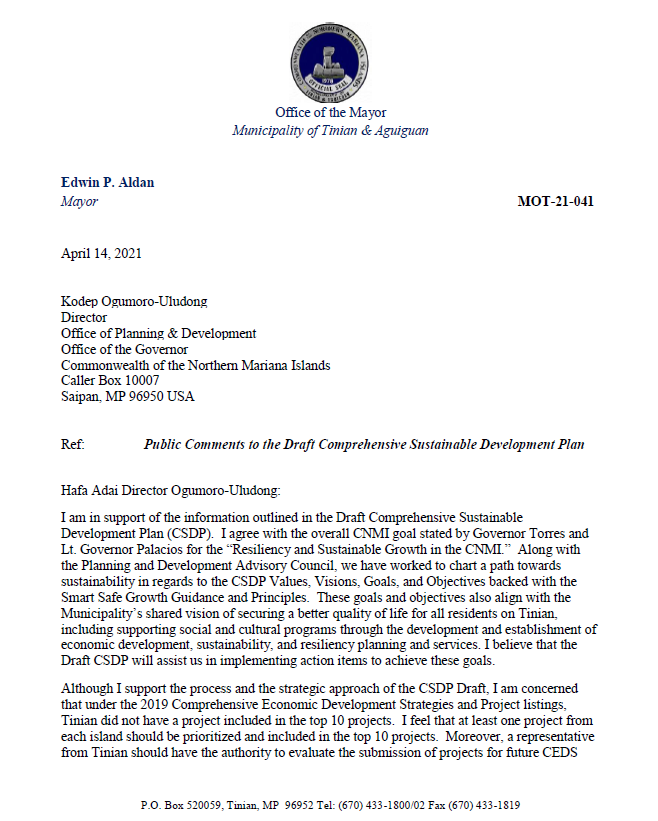 COMMONWEALTH OF THE NORTHERN MARIANA ISLANDS
1978
OFFICIAL SEAL
Office of the Mayor
Municipality of Tinian & Aguiguan
Edwin P. Aldan
Mayor
MOT-21-041
April 14, 2021
Kodep Ogumoro-Uludong
Director
Office of Planning & Development
Office of the Governor
Commonwealth of the Northern Mariana Islands
Caller Box 10007
Saipan, MP 96950 USA
Ref: Public Comments to the Draft Comprehensive Sustainable Development Plan
Hafa Adai Director Ogumoro-Uludong:
I am in support of the information outlined in the Draft Comprehensive Sustainable
Development Plan (CSDP). I agree with the overall CNMI goal stated by Governor Torres and
Lt. Governor Palacios for the “Resiliency and Sustainable Growth in the CNMI.” Along with
the Planning and Development Advisory Council, we have worked to chart a path towards
sustainability in regards to the CSDP Values, Visions, Goals, and Objectives backed with the
Smart Safe Growth Guidance and Principles. These goals and objectives also align with the
Municipality’s shared vision of securing a better quality of life for all residents on Tinian,
including supporting social and cultural programs through the development and establishment of
economic development, sustainability, and resiliency planning and services. I believe that the
Draft CSDP will assist us in implementing action items to achieve these goals.
Although I support the process and the strategic approach of the CSDP Draft, I am concerned
that under the 2019 Comprehensive Economic Development Strategies and Project listings,
Tinian did not have a project included in the top 10 projects. I feel that at least one project from
each island should be prioritized and included in the top 10 projects. Moreover, a representative
from Tinian should have the authority to evaluate the submission of projects for future CEDS
P.O. Box 520059, Tinian, MP 96952 Tel: (670) 433-1800/02 Fax (670) 433-1819